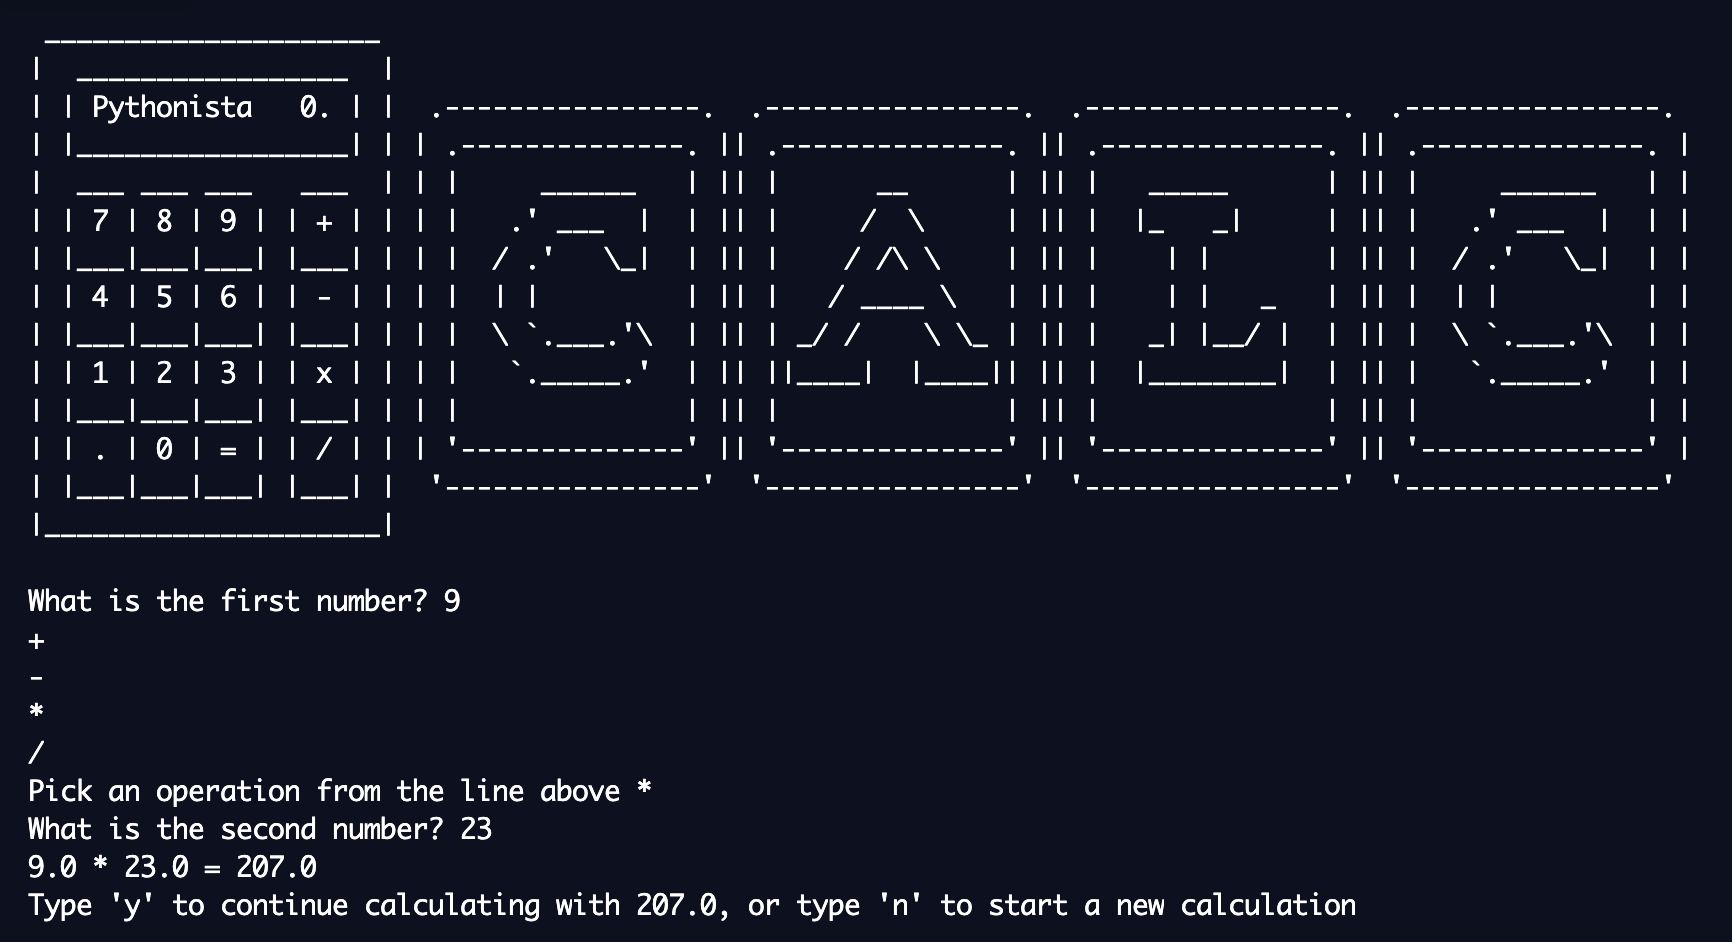 Pythonista 0.
7 8 9 +
4 5 6 -
1 2 3 x
. 0 = /
CALC
What is the first number? 9
+
-
*
/
Pick an operation from the line above *
What is the second number? 23
9.0 * 23.0 = 207.0
Type 'y' to continue calculating with 207.0, or type 'n' to start a new calculation